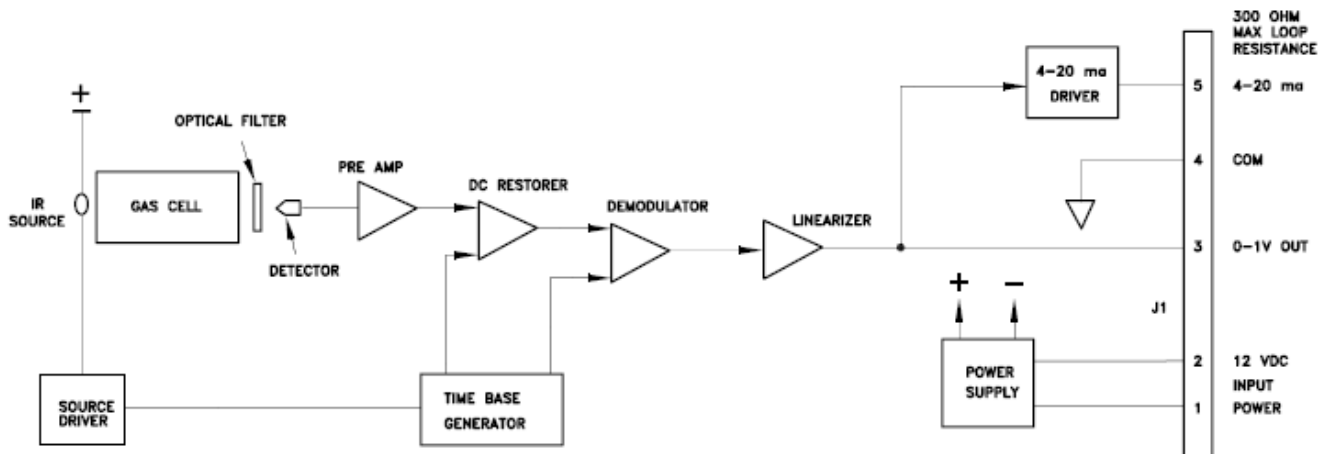 300 OHM
MAX LOOP
RESISTANCE
4-20 ma
DRIVER
5
4-20 ma
+
OPTICAL FILTER
PRE AMP
4
COM
DC RESTORER
IR
SOURCE
GAS CELL
DEMODULATOR
LINEARIZER
DETECTOR
3
0-1V OUT
+
-
J1
POWER
SUPPLY
2
12 VDC
INPUT
1
POWER
SOURCE
DRIVER
TIME BASE
GENERATOR